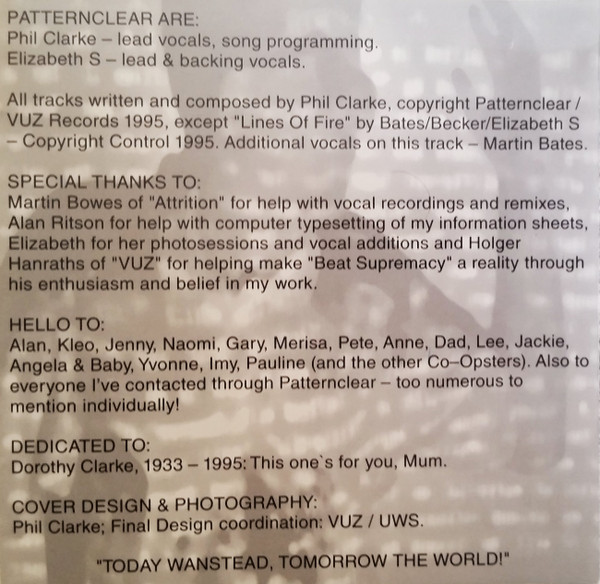 PATTERNCLEAR ARE:
Phil Clarke – lead vocals, song programming.
Elizabeth S – lead & backing vocals.
All tracks written and composed by Phil Clarke, copyright Patternclear /
VUZ Records 1995, except "Lines Of Fire" by Bates/Becker/Elizabeth S
– Copyright Control 1995. Additional vocals on this track – Martin Bates.
SPECIAL THANKS TO:
Martin Bowes of "Attrition" for help with vocal recordings and remixes,
Alan Ritson for help with computer typesetting of my information sheets,
Elizabeth for her photosessions and vocal additions and Holger
Hanraths of "VUZ" for helping make "Beat Supremacy" a reality through
his enthusiasm and belief in my work.
HELLO TO:
Alan, Kleo, Jenny, Naomi, Gary, Merisa, Pete, Anne, Dad, Lee, Jackie,
Angela & Baby, Yvonne, Imy, Pauline (and the other Co–Opsters). Also to
everyone I've contacted through Patternclear – too numerous to
mention individually!
DEDICATED TO:
Dorothy Clarke, 1933 – 1995: This one`s for you, Mum.
COVER DESIGN & PHOTOGRAPHY:
Phil Clarke; Final Design coordination: VUZ / UWS.
"TODAY WANSTEAD, TOMORROW THE WORLD!"